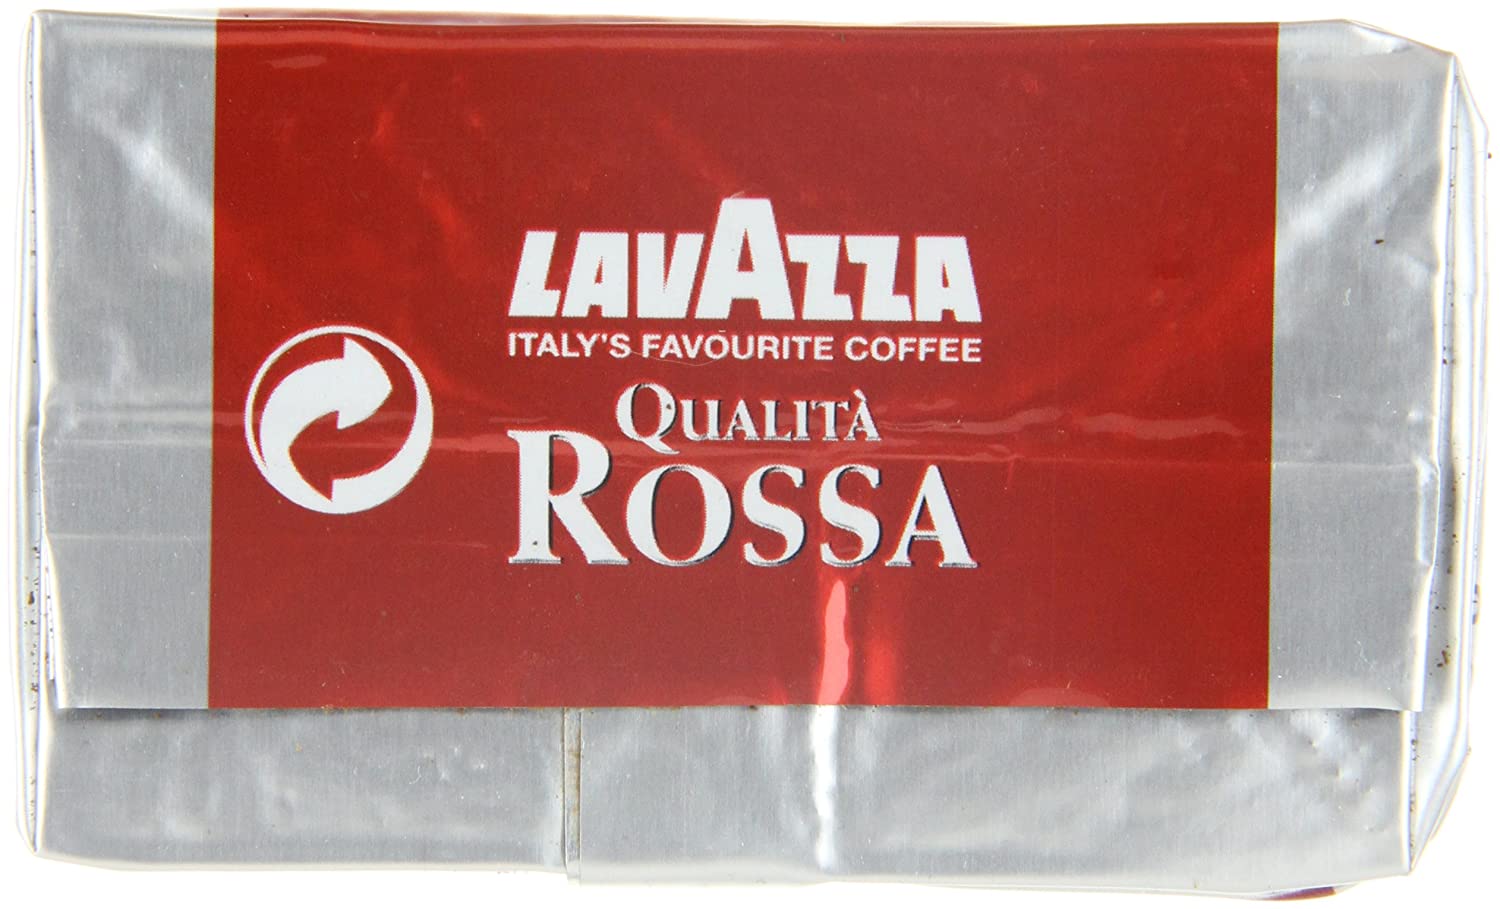 LAVAZZA
ITALY'S FAVOURITE COFFEE
QUALITÀ
ROSSA